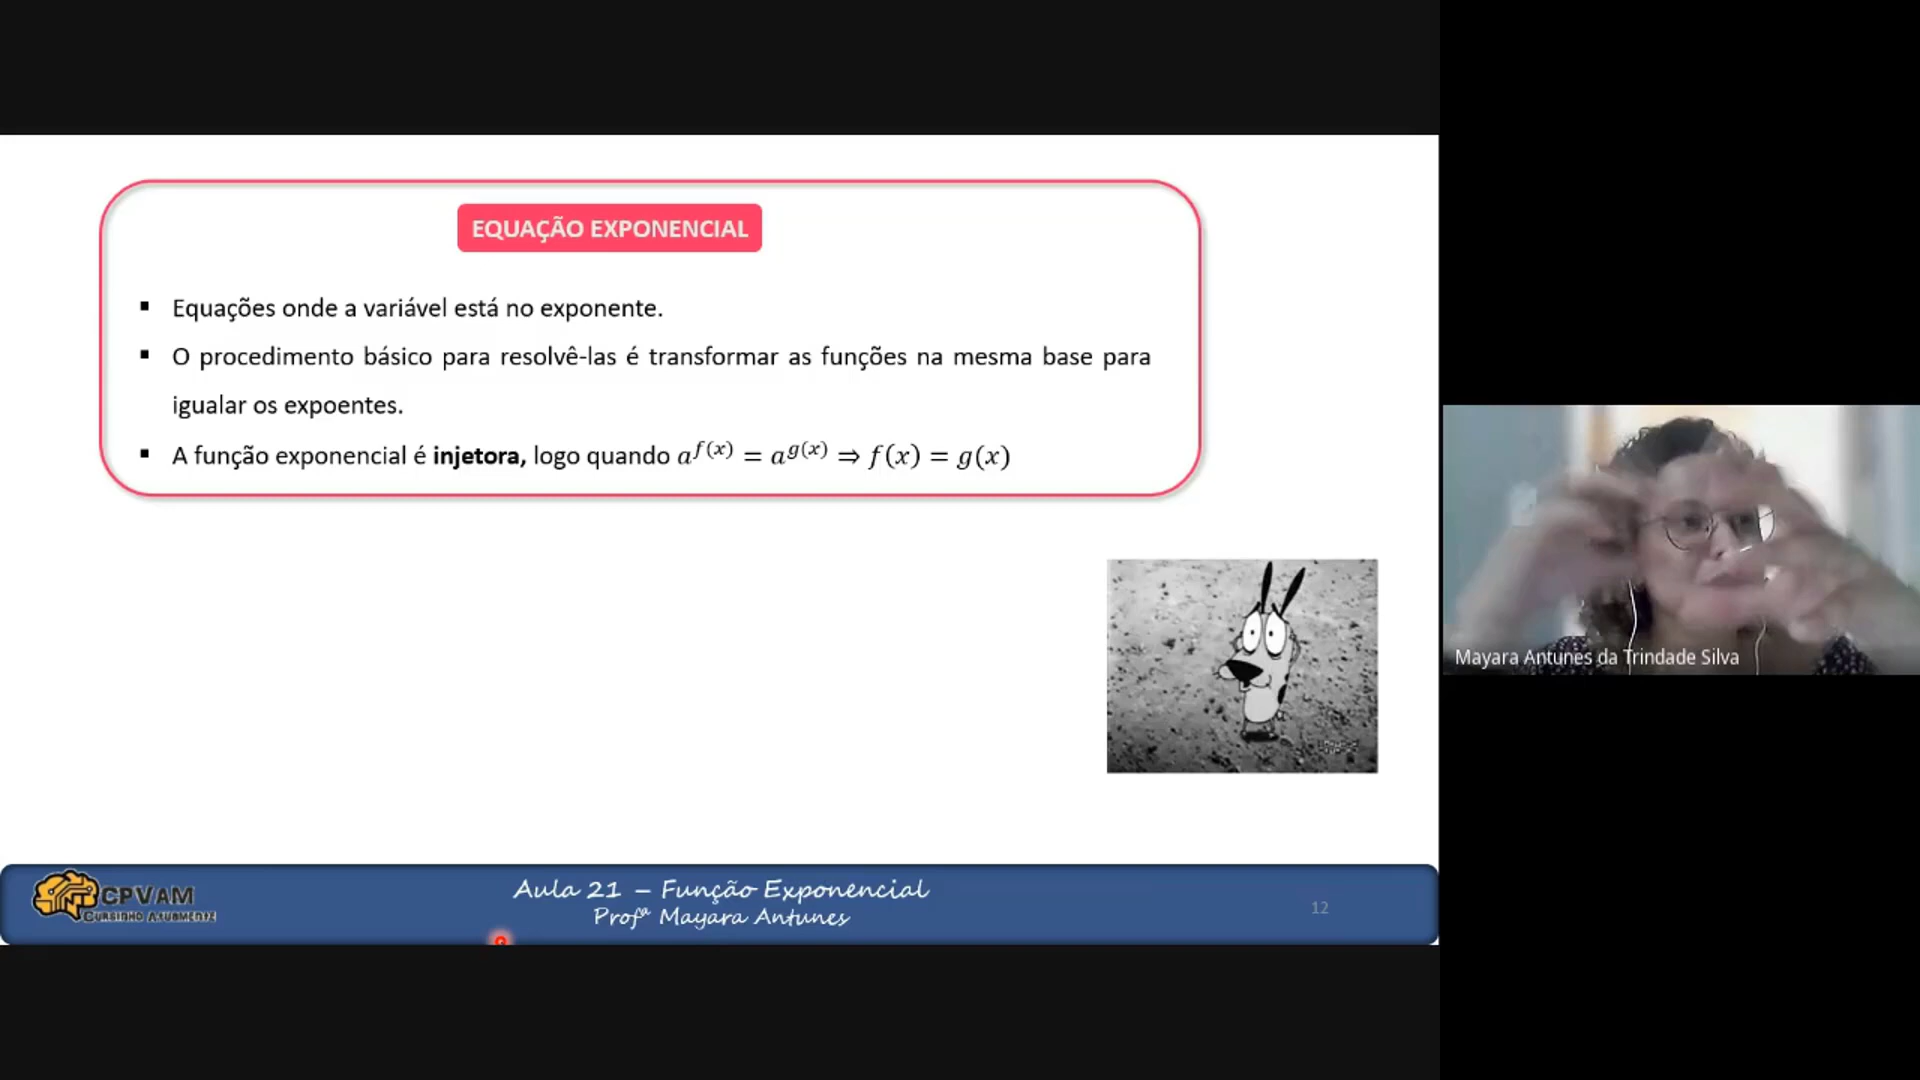 EQUAÇÃO EXPONENCIAL
▪ Equações onde a variável está no exponente.
▪ O procedimento básico para resolvê-las é transformar as funções na mesma base para
igualar os expoentes.
▪ A função exponencial é injetora, logo quando a^{f(x)} = a^{g(x)} ⇒ f(x) = g(x)
Mayara Antunes da Trindade Silva
CPVAM
Aula 21 – Função Exponencial
Profª Mayara Antunes
12